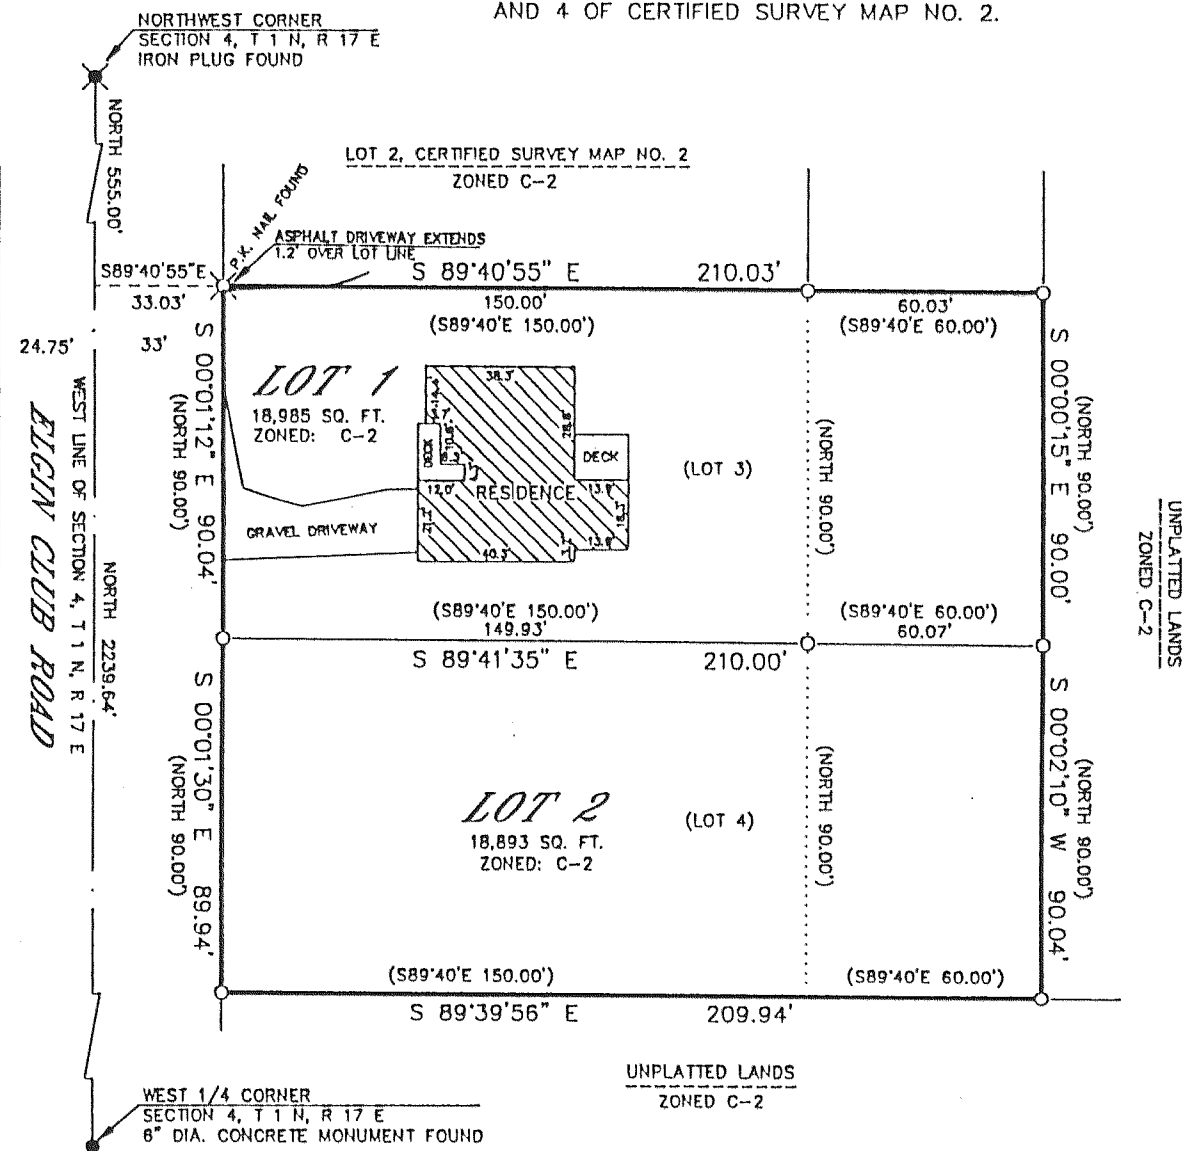 AND 4 OF CERTIFIED SURVEY MAP NO. 2.
NORTHWEST CORNER
SECTION 4, T 1 N, R 17 E
IRON PLUG FOUND
NORTH 555.00'
LOT 2, CERTIFIED SURVEY MAP NO. 2
ZONED C-2
P.K. NAIL FOUND
ASPHALT DRIVEWAY EXTENDS
1.2' OVER LOT LINE
S89°40'55"E
33.03'
S 89°40'55" E 210.03'
150.00'
(S89°40'E 150.00')
60.03'
(S89°40'E 60.00')
24.75'
33'
S 00°01'12" E 90.04'
(NORTH 90.00')
LOT 1
18,985 SQ. FT.
ZONED: C-2
38.3'
28.8'
DECK
DECK
RESIDENCE
12.0'
13.9'
18.3'
13.9'
40.3'
GRAVEL DRIVEWAY
(LOT 3)
(NORTH 90.00')
S 00°00'15" E 90.00'
(NORTH 90.00')
UNPLATTED LANDS
ZONED C-2
ELGIN CLUB ROAD
WEST LINE OF SECTION 4, T 1 N, R 17 E
NORTH 2239.64'
(S89°40'E 150.00')
149.93'
(S89°40'E 60.00')
60.07'
S 89°41'35" E 210.00'
S 00°01'30" E 89.94'
(NORTH 90.00')
LOT 2
18,893 SQ. FT.
ZONED: C-2
(LOT 4)
(NORTH 90.00')
S 00°02'10" W 90.04'
(NORTH 90.00')
(S89°40'E 150.00')
(S89°40'E 60.00')
S 89°39'56" E 209.94'
UNPLATTED LANDS
ZONED C-2
WEST 1/4 CORNER
SECTION 4, T 1 N, R 17 E
6" DIA. CONCRETE MONUMENT FOUND